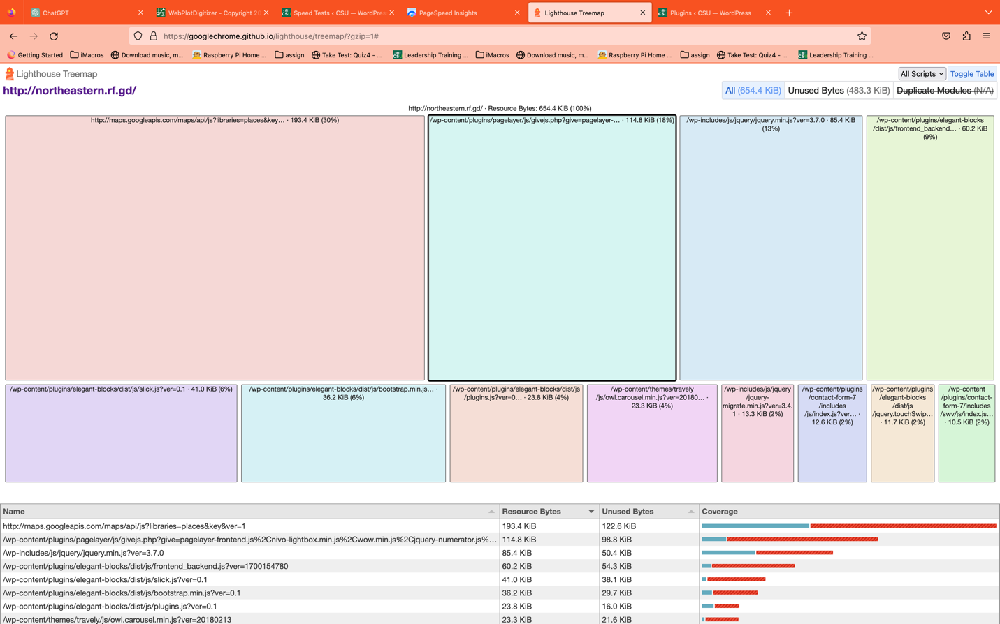 ChatGPT
WebPlotDigitizer - Copyright 20
Speed Tests ‹ CSU — WordPres
PageSpeed Insights
Lighthouse Treemap
Plugins ‹ CSU — WordPress
https://googlechrome.github.io/lighthouse/treemap/?gzip=1#
Getting Started
iMacros
Download music, m...
Raspberry Pi Home ...
assign
Take Test: Quiz4 - ...
Leadership Training ...
iMacros
Download music, m...
Raspberry Pi Home ...
assign
Take Test: Quiz4 - ...
Leadership Training ...
Lighthouse Treemap
All Scripts
Toggle Table
http://northeastern.rf.gd/
All (654.4 KiB)
Unused Bytes (483.3 KiB)
Duplicate Modules (N/A)
http://northeastern.rf.gd/ · Resource Bytes: 654.4 KiB (100%)
http://maps.googleapis.com/maps/api/js?libraries=places&key… · 193.4 KiB (30%)
/wp-content/plugins/pagelayer/js/givejs.php?give=pagelayer-… · 114.8 KiB (18%)
/wp-includes/js/jquery/jquery.min.js?ver=3.7.0 · 85.4 KiB
(13%)
/wp-content/plugins/elegant-blocks
/dist/js/frontend_backend… · 60.2 KiB
(9%)
/wp-content/plugins/elegant-blocks/dist/js/slick.js?ver=0.1 · 41.0 KiB (6%)
/wp-content/plugins/elegant-blocks/dist/js/bootstrap.min.js… ·
36.2 KiB (6%)
/wp-content/plugins/elegant-blocks/dist/js
/plugins.js?ver=0… · 23.8 KiB (4%)
/wp-content/themes/travely
/js/owl.carousel.min.js?ver=20180… ·
23.3 KiB (4%)
/wp-includes/js/jquery
/jquery-
migrate.min.js?ver=3.4.
1 · 13.3 KiB (2%)
/wp-content/plugins
/contact-form-7
/includes
/js/index.js?ver… ·
12.6 KiB (2%)
/wp-content/plugins
/elegant-blocks
/dist/js
/jquery.touchSwip…
· 11.7 KiB (2%)
/wp-content
/plugins/contact-
form-7/includes
/swv/js/index.js…
· 10.5 KiB (2%)
Name
Resource Bytes
Unused Bytes
Coverage
http://maps.googleapis.com/maps/api/js?libraries=places&key&ver=1 193.4 KiB 122.6 KiB
/wp-content/plugins/pagelayer/js/givejs.php?give=pagelayer-frontend.js%2Cnivo-lightbox.min.js%2Cwow.min.js%2Cjquery-numerator.js%… 114.8 KiB 98.8 KiB
/wp-includes/js/jquery/jquery.min.js?ver=3.7.0 85.4 KiB 50.4 KiB
/wp-content/plugins/elegant-blocks/dist/js/frontend_backend.js?ver=1700154780 60.2 KiB 54.3 KiB
/wp-content/plugins/elegant-blocks/dist/js/slick.js?ver=0.1 41.0 KiB 38.1 KiB
/wp-content/plugins/elegant-blocks/dist/js/bootstrap.min.js?ver=0.1 36.2 KiB 29.7 KiB
/wp-content/plugins/elegant-blocks/dist/js/plugins.js?ver=0.1 23.8 KiB 16.0 KiB
/wp-content/themes/travely/js/owl.carousel.min.js?ver=20180213 23.3 KiB 21.6 KiB